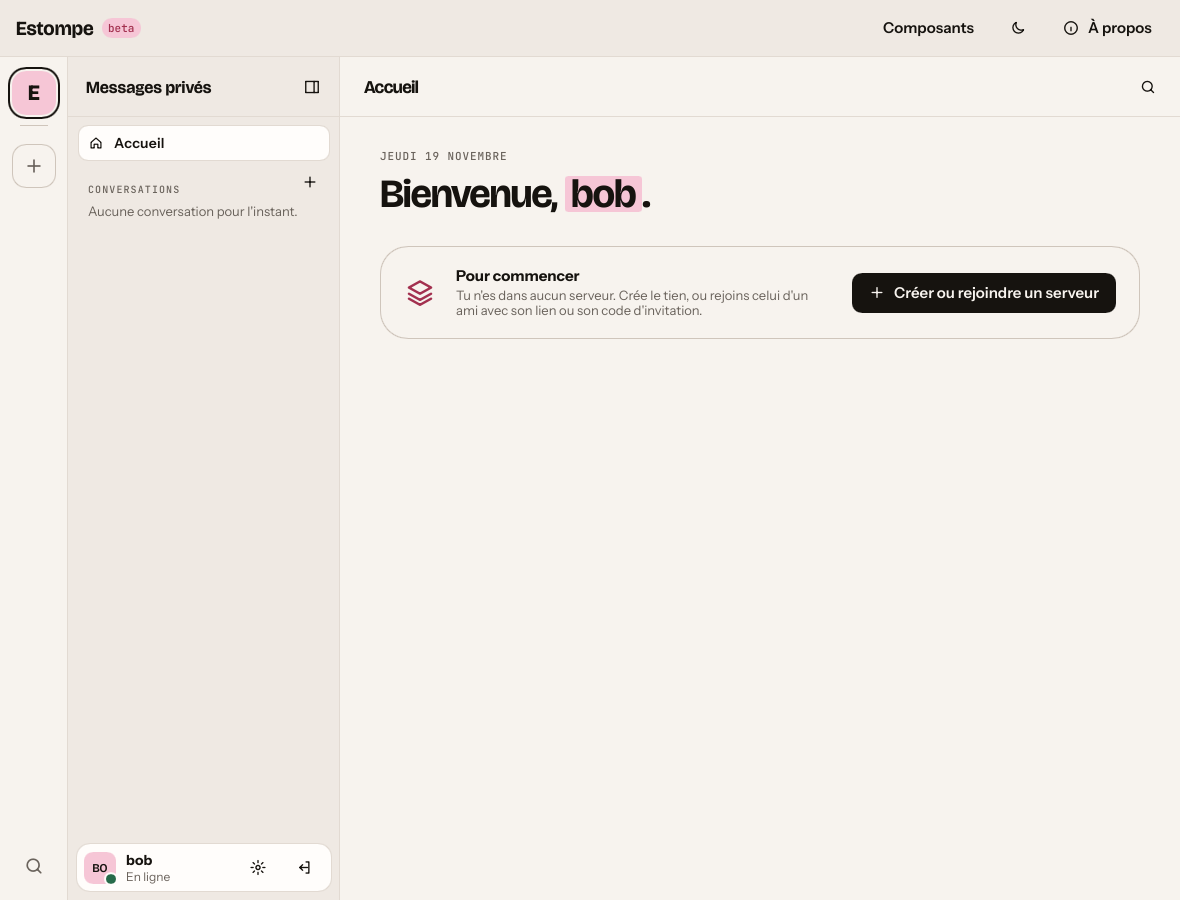 Estompe beta
Composants
À propos
E
Messages privés
Accueil
CONVERSATIONS
Aucune conversation pour l'instant.
BO
bob
En ligne
Accueil
JEUDI 19 NOVEMBRE
Bienvenue, bob.
Pour commencer
Tu n'es dans aucun serveur. Crée le tien, ou rejoins celui d'un
ami avec son lien ou son code d'invitation.
Créer ou rejoindre un serveur